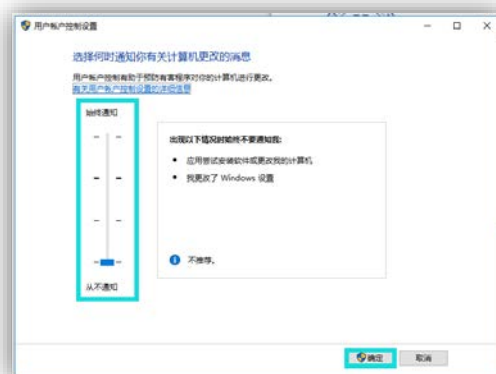 用户帐户控制设置
选择何时通知你有关计算机更改的消息
用户帐户控制有助于预防有害程序对你的计算机进行更改。
有关用户帐户控制设置的详细信息
始终通知
出现以下情况时始终不要通知我:
应用尝试安装软件或更改我的计算机
我更改了 Windows 设置
不推荐。
从不通知
确定
取消